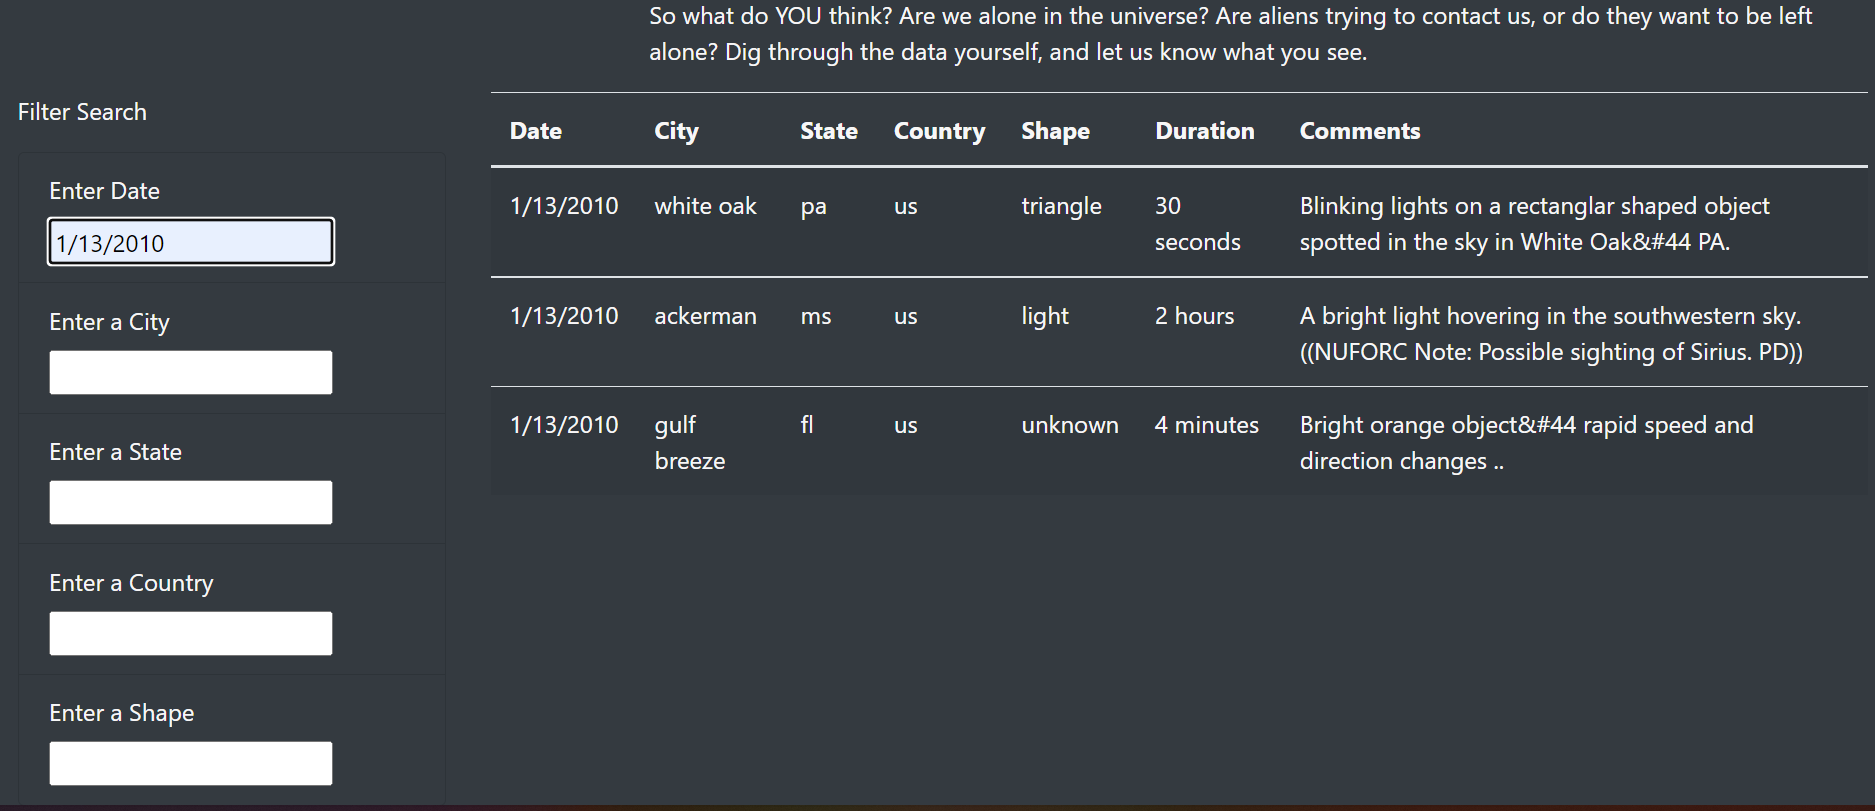 So what do YOU think? Are we alone in the universe? Are aliens trying to contact us, or do they want to be left
alone? Dig through the data yourself, and let us know what you see.
Filter Search
Enter Date
1/13/2010
Enter a City
Enter a State
Enter a Country
Enter a Shape
Date City State Country Shape Duration Comments
1/13/2010 white oak pa us triangle 30 Blinking lights on a rectanglar shaped object
seconds spotted in the sky in White Oak&#44 PA.
1/13/2010 ackerman ms us light 2 hours A bright light hovering in the southwestern sky.
((NUFORC Note: Possible sighting of Sirius. PD))
1/13/2010 gulf fl us unknown 4 minutes Bright orange object&#44 rapid speed and
breeze direction changes ..